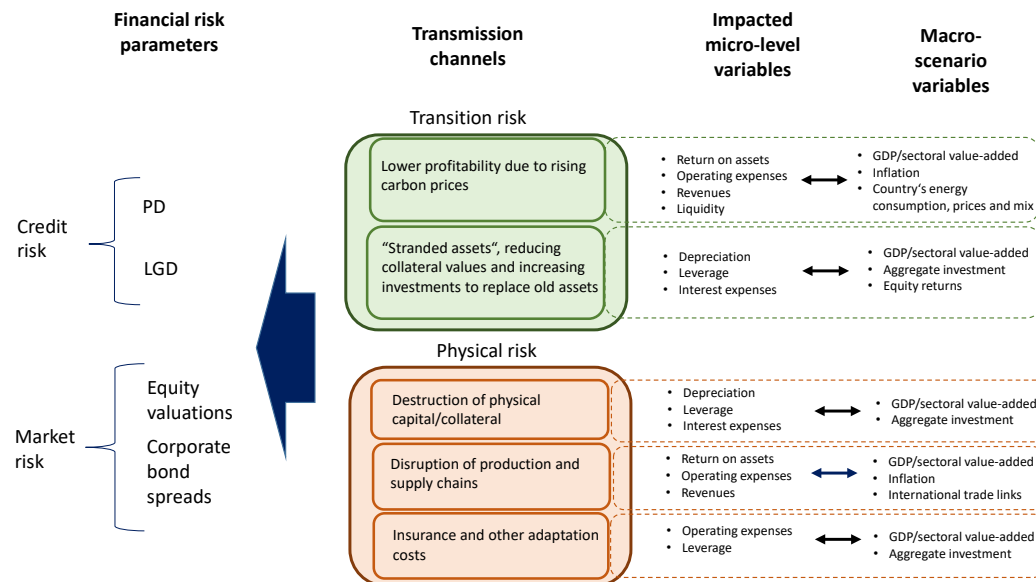 Financial risk
parameters
Transmission
channels
Impacted
micro-level
variables
Macro-
scenario
variables
Transition risk
Credit
risk
PD
LGD
Lower profitability due to rising
carbon prices
• Return on assets
• Operating expenses
• Revenues
• Liquidity
• GDP/sectoral value-added
• Inflation
• Country‘s energy
consumption, prices and mix
“Stranded assets“, reducing
collateral values and increasing
investments to replace old assets
• Depreciation
• Leverage
• Interest expenses
• GDP/sectoral value-added
• Aggregate investment
• Equity returns
Physical risk
Market
risk
Equity
valuations
Corporate
bond
spreads
Destruction of physical
capital/collateral
• Depreciation
• Leverage
• Interest expenses
• GDP/sectoral value-added
• Aggregate investment
Disruption of production and
supply chains
• Return on assets
• Operating expenses
• Revenues
• GDP/sectoral value-added
• Inflation
• International trade links
Insurance and other adaptation
costs
• Operating expenses
• Leverage
• GDP/sectoral value-added
• Aggregate investment